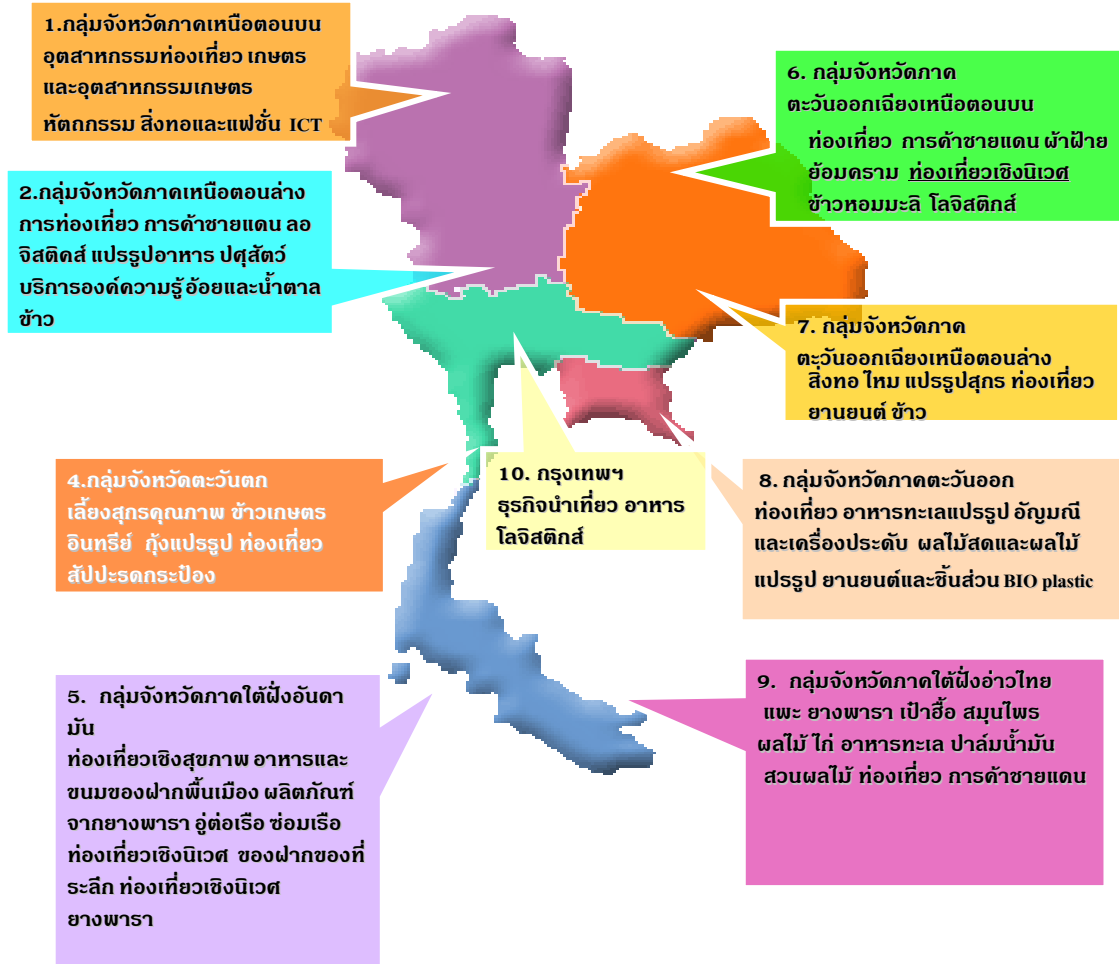 1.กลุ่มจังหวัดภาคเหนือตอนบน
อุตสาหกรรมท่องเที่ยว เกษตร
และอุตสาหกรรมเกษตร
หัตถกรรม สิ่งทอและแฟชั่น ICT
2.กลุ่มจังหวัดภาคเหนือตอนล่าง
การท่องเที่ยว การค้าชายแดน ลอ
จิสติคส์ แปรรูปอาหาร ปศุสัตว์
บริการองค์ความรู้ อ้อยและน้ำตาล
ข้าว
4.กลุ่มจังหวัดตะวันตก
เลี้ยงสุกรคุณภาพ ข้าวเกษตร
อินทรีย์ กุ้งแปรรูป ท่องเที่ยว
สัปปะรดกระป๋อง
5. กลุ่มจังหวัดภาคใต้ฝั่งอันดา
มัน
ท่องเที่ยวเชิงสุขภาพ อาหารและ
ขนมของฝากพื้นเมือง ผลิตภัณฑ์
จากยางพารา อู่ต่อเรือ ซ่อมเรือ
ท่องเที่ยวเชิงนิเวศ ของฝากของที่
ระลึก ท่องเที่ยวเชิงนิเวศ
ยางพารา
6. กลุ่มจังหวัดภาค
ตะวันออกเฉียงเหนือตอนบน
ท่องเที่ยว การค้าชายแดน ผ้าฝ้าย
ย้อมคราม ท่องเที่ยวเชิงนิเวศ
ข้าวหอมมะลิ โลจิสติกส์
7. กลุ่มจังหวัดภาค
ตะวันออกเฉียงเหนือตอนล่าง
สิ่งทอ ไหม แปรรูปสุกร ท่องเที่ยว
ยานยนต์ ข้าว
8. กลุ่มจังหวัดภาคตะวันออก
ท่องเที่ยว อาหารทะเลแปรรูป อัญมณี
และเครื่องประดับ ผลไม้สดและผลไม้
แปรรูป ยานยนต์และชิ้นส่วน BIO plastic
9. กลุ่มจังหวัดภาคใต้ฝั่งอ่าวไทย
แพะ ยางพารา เป๋าฮื้อ สมุนไพร
ผลไม้ ไก่ อาหารทะเล ปาล์มน้ำมัน
สวนผลไม้ ท่องเที่ยว การค้าชายแดน
10. กรุงเทพฯ
ธุรกิจนำเที่ยว อาหาร
โลจิสติกส์